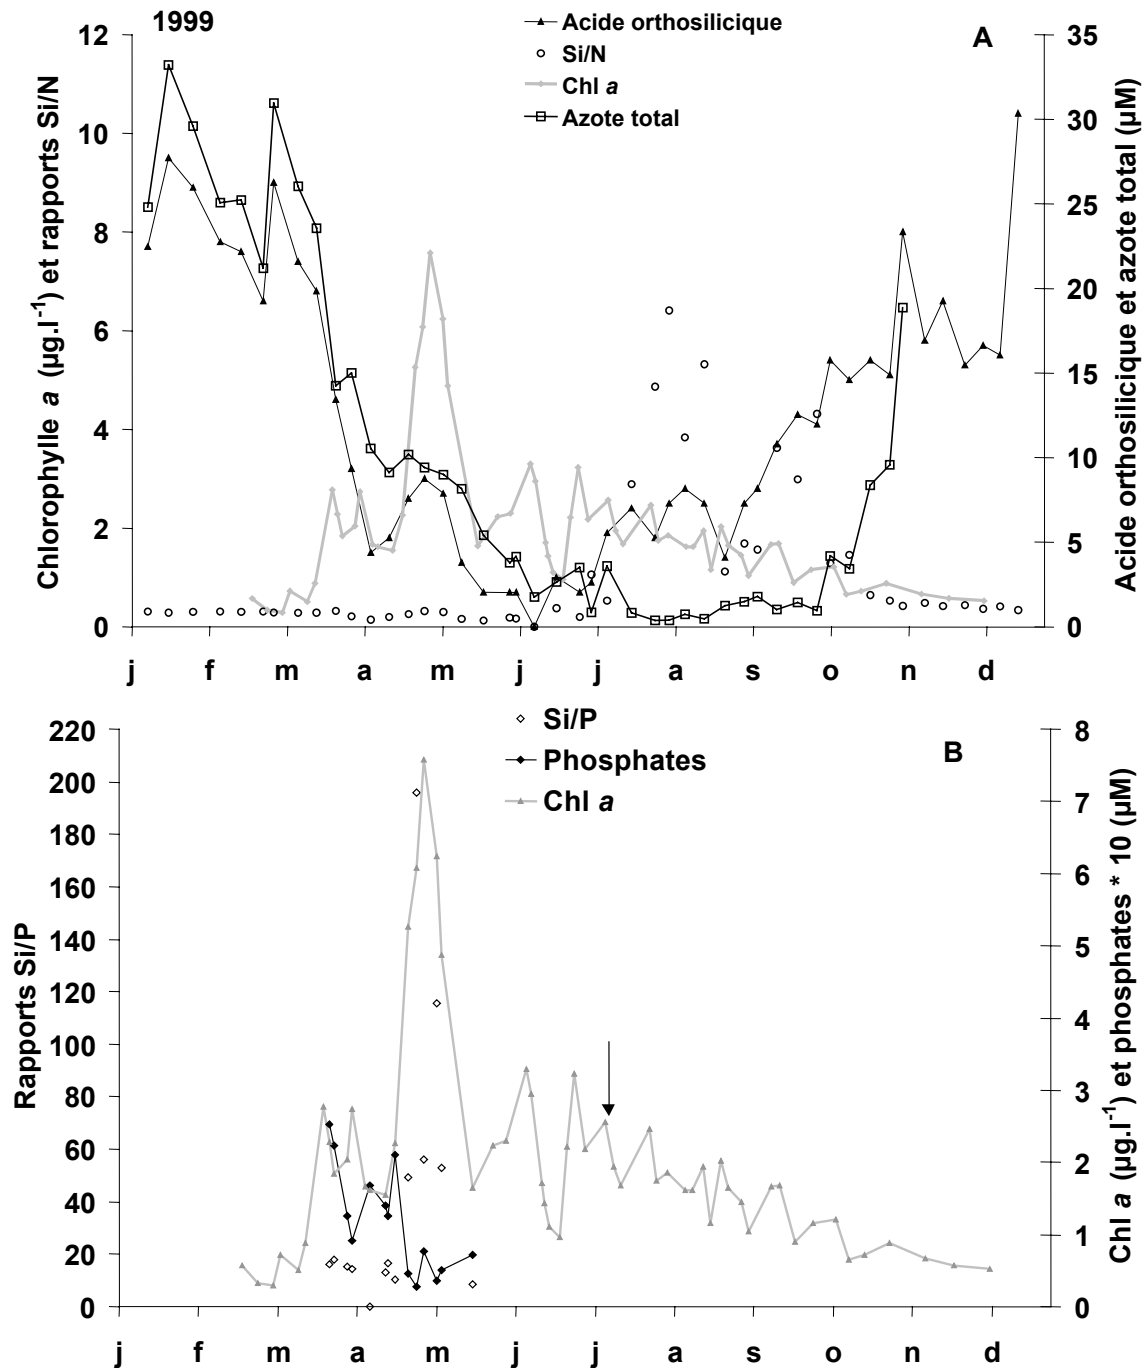 1999
Acide orthosilicique
Si/N
Chl a
Azote total
A
Chlorophylle a (µg.l-1) et rapports Si/N
12
10
8
6
4
2
0
Acide orthosilicique et azote total (µM)
35
30
25
20
15
10
5
0
j f m a m j j a s o n d
Si/P
Phosphates
Chl a
B
Rapports Si/P
220
200
180
160
140
120
100
80
60
40
20
0
Chl a (µg.l-1) et phosphates * 10 (µM)
8
7
6
5
4
3
2
1
0
j f m a m j j a s o n d